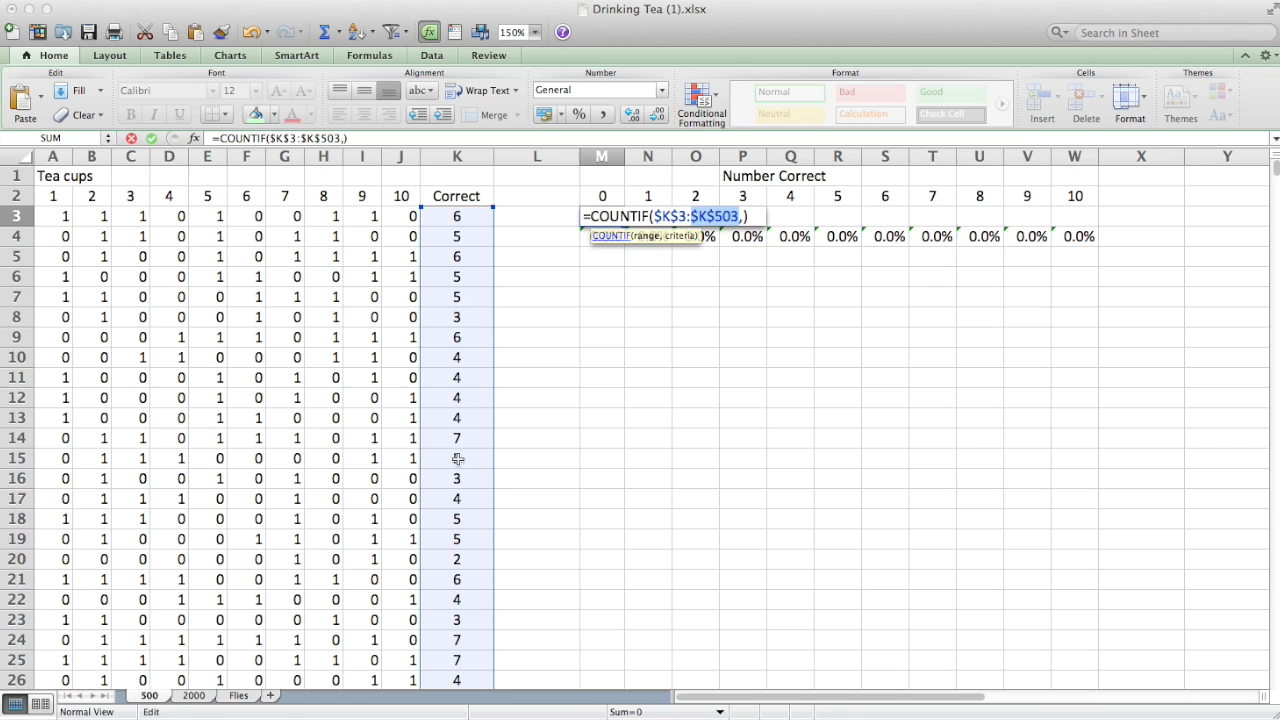 Drinking Tea (1).xlsx
150% Search in Sheet
Home Layout Tables Charts SmartArt Formulas Data Review
Edit Font Alignment Number Format Cells Themes
Fill Calibri 12 abc Wrap Text General Normal Bad Good
Paste Clear B I U Merge % Conditional Formatting Neutral Calculation Check Cell Insert Delete Format Themes Aa
SUM fx =COUNTIF($K$3:$K$503,)
A B C D E F G H I J K L M N O P Q R S T U V W X Y
1 Tea cups Number Correct
2 1 2 3 4 5 6 7 8 9 10 Correct 0 1 2 3 4 5 6 7 8 9 10
3 1 1 1 0 1 0 0 1 1 0 6 =COUNTIF($K$3:$K$503,)
4 0 1 1 0 0 0 1 1 0 1 5 COUNTIF(range, criteria) 0% 0.0% 0.0% 0.0% 0.0% 0.0% 0.0% 0.0% 0.0%
5 0 1 0 0 1 0 1 1 1 1 6
6 1 0 0 0 1 1 0 0 1 1 5
7 1 1 0 0 0 1 1 1 0 0 5
8 0 1 0 0 0 1 0 1 0 0 3
9 0 0 0 1 1 1 0 1 1 1 6
10 0 0 1 1 0 0 0 1 1 0 4
11 1 0 0 0 1 0 1 0 1 0 4
12 1 0 0 0 1 0 1 0 0 1 4
13 1 0 0 0 1 1 0 0 0 1 4
14 0 1 1 0 1 1 1 0 1 1 7
15 0 1 1 1 0 0 0 0 1 1
16 0 1 0 0 1 0 1 0 0 0 3
17 0 1 1 1 0 0 1 0 0 0 4
18 1 1 1 0 0 0 1 0 1 0 5
19 0 1 0 0 0 1 1 0 1 1 5
20 0 0 0 0 0 0 1 0 1 0 2
21 1 1 1 1 0 0 1 1 0 0 6
22 0 0 0 1 1 1 0 0 0 1 4
23 1 1 0 0 0 0 0 1 0 0 3
24 0 1 1 1 1 1 1 0 1 0 7
25 1 1 1 1 0 0 1 1 0 1 7
26 0 1 0 0 1 0 0 0 1 1 4
500 2000 Flies
Normal View Edit Sum=0